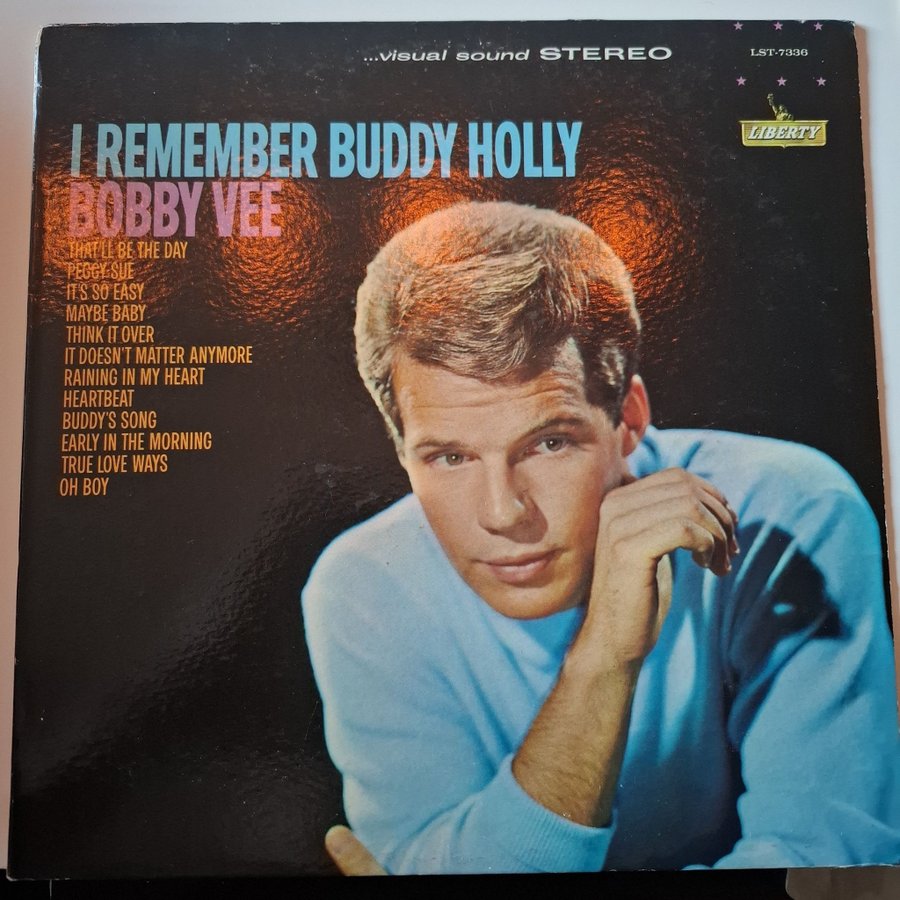 ...visual sound STEREO
LST-7336
LIBERTY
I REMEMBER BUDDY HOLLY
BOBBY VEE
THAT'LL BE THE DAY
PEGGY SUE
IT'S SO EASY
MAYBE BABY
THINK IT OVER
IT DOESN'T MATTER ANYMORE
RAINING IN MY HEART
HEARTBEAT
BUDDY'S SONG
EARLY IN THE MORNING
TRUE LOVE WAYS
OH BOY